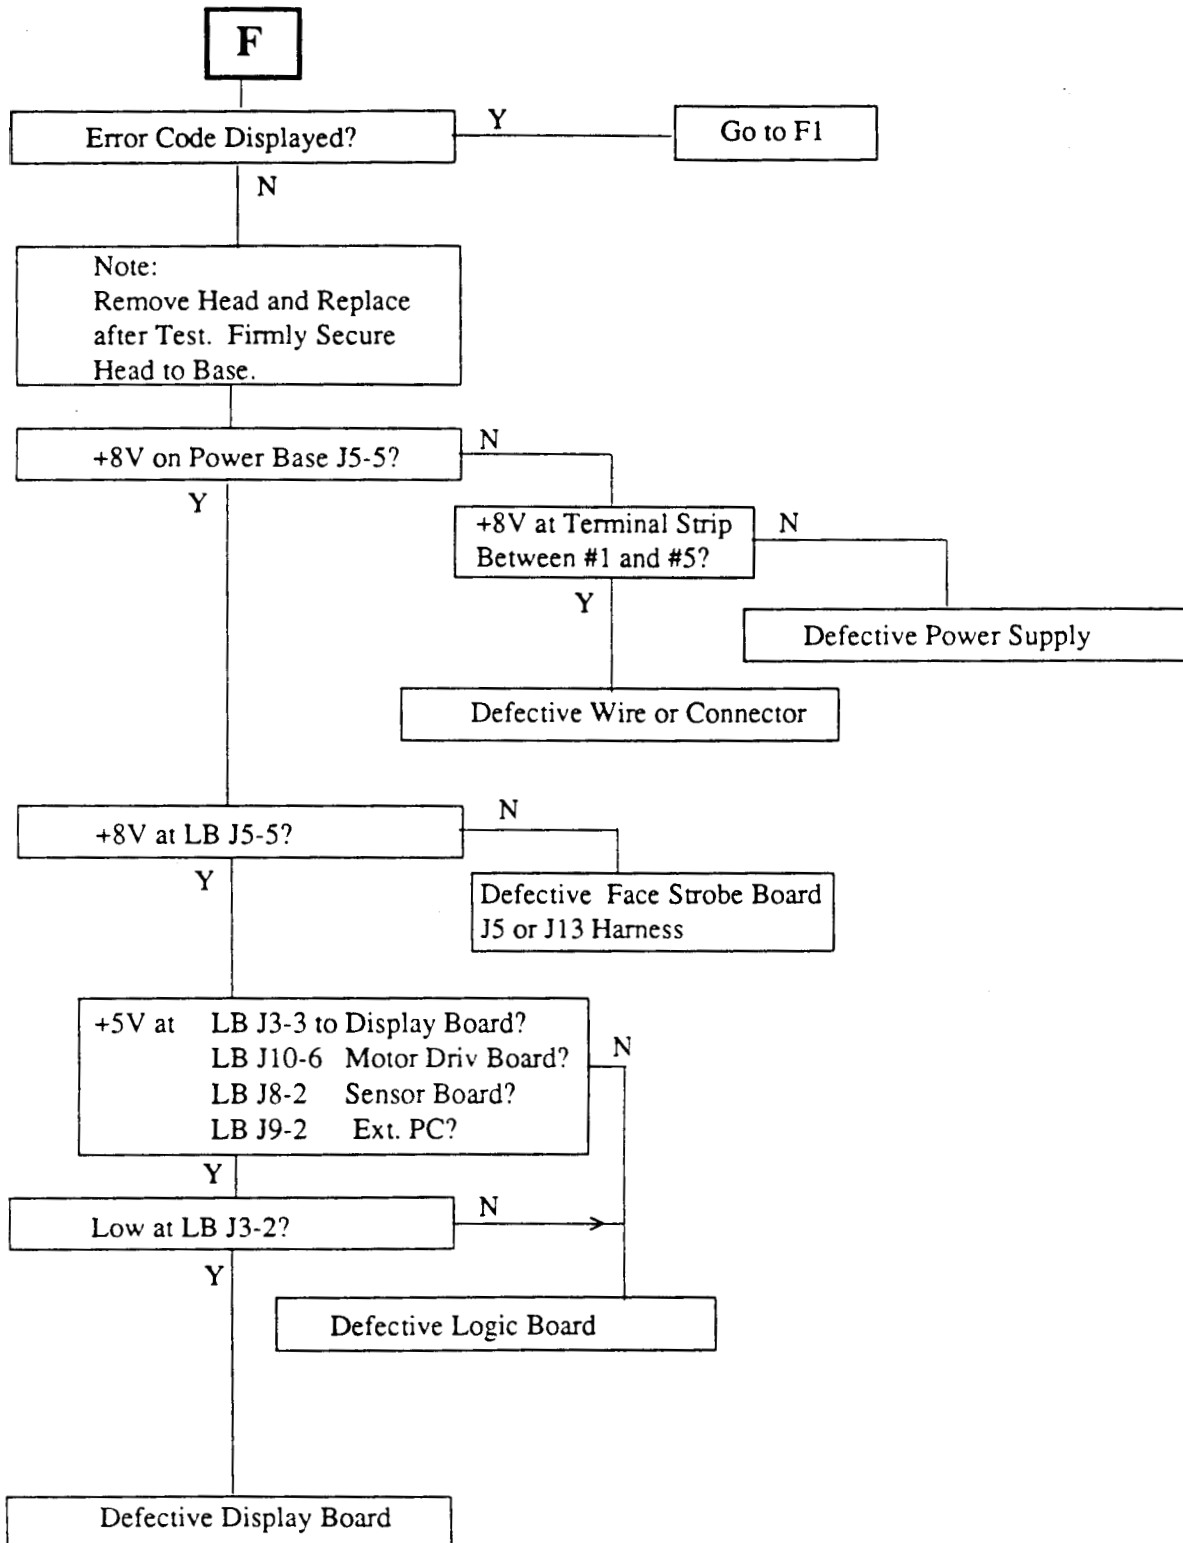 F
Error Code Displayed?
Y
Go to F1
N
Note:
Remove Head and Replace
after Test. Firmly Secure
Head to Base.
+8V on Power Base J5-5?
N
Y
+8V at Terminal Strip
Between #1 and #5?
N
Y
Defective Power Supply
Defective Wire or Connector
+8V at LB J5-5?
N
Y
Defective Face Strobe Board
J5 or J13 Harness
+5V at LB J3-3 to Display Board?
LB J10-6 Motor Driv Board?
LB J8-2 Sensor Board?
LB J9-2 Ext. PC?
N
Y
Low at LB J3-2?
N
Y
Defective Logic Board
Defective Display Board